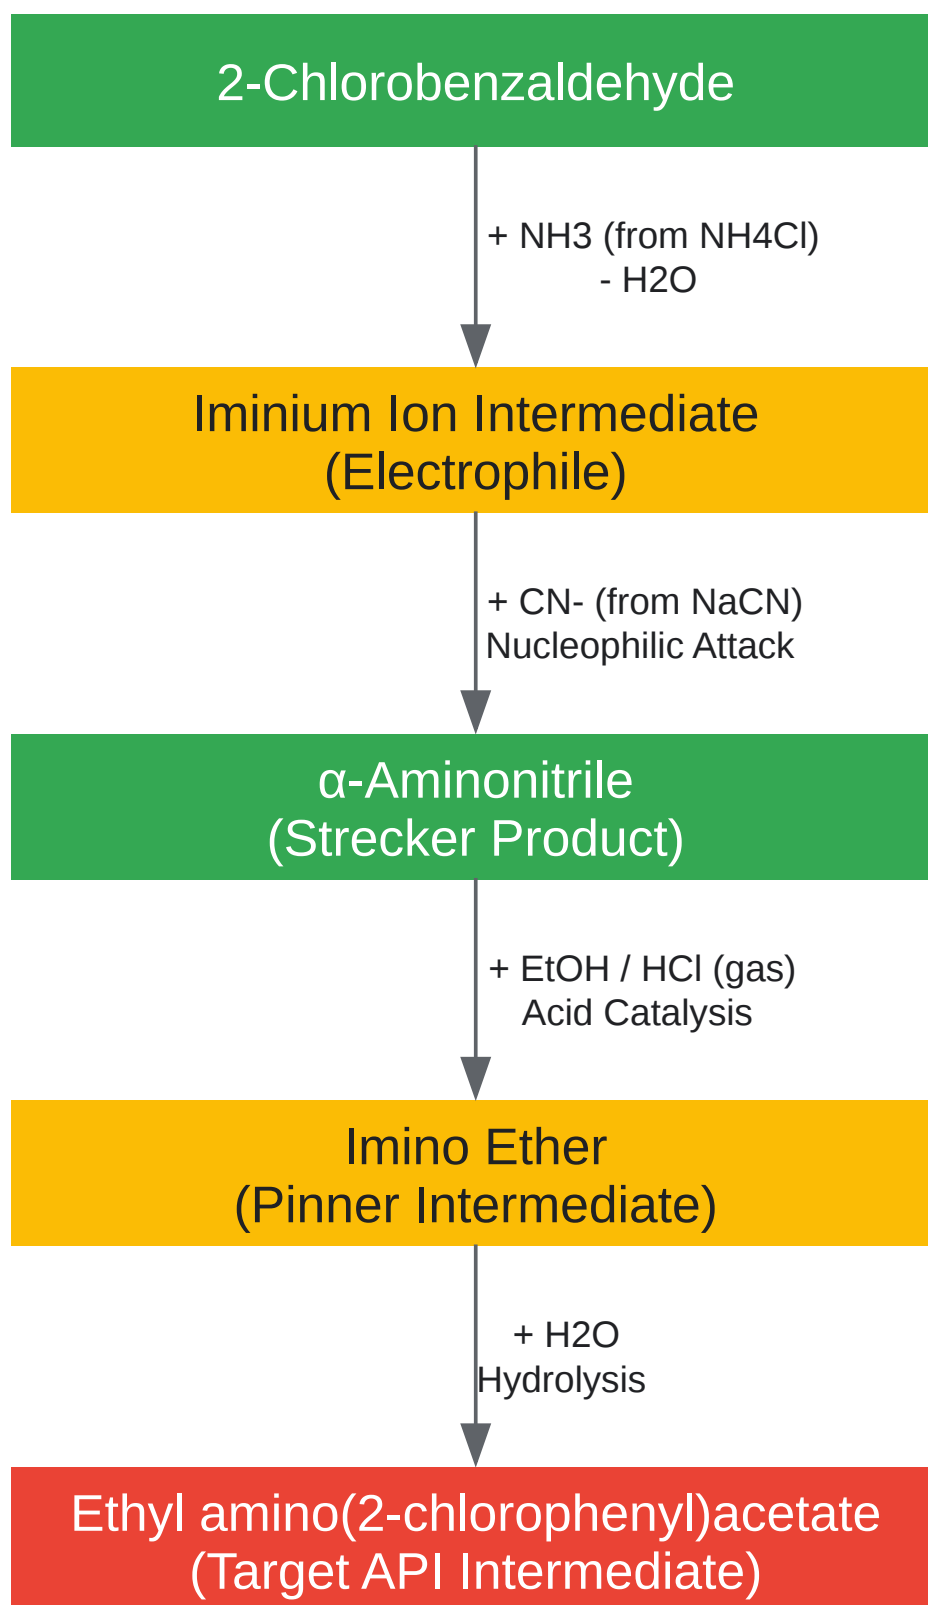 2-Chlorobenzaldehyde
+ NH3 (from NH4Cl)
- H2O
Iminium Ion Intermediate
(Electrophile)
+ CN- (from NaCN)
Nucleophilic Attack
α-Aminonitrile
(Strecker Product)
+ EtOH / HCl (gas)
Acid Catalysis
Imino Ether
(Pinner Intermediate)
+ H2O
Hydrolysis
Ethyl amino(2-chlorophenyl)acetate
(Target API Intermediate)